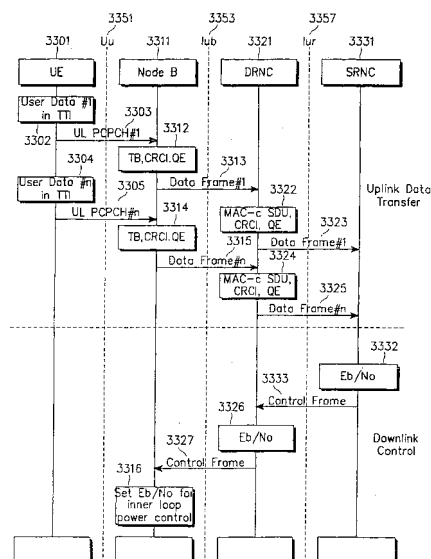 3351 3353 3357
3301 Uu 3311 Iub 3321 Iur 3331
UE Node B DRNC SRNC
User Data #1
in TTI
3303
UL PCPCH#1
3302
3312
TB,CRCI,QE
3304
3313
Data Frame#1
User Data #n
in TTI
3305
UL PCPCH#n
3314
3322
MAC-c SDU,
CRCI, QE
Uplink Data
Transfer
3323
Data Frame#1
TB,CRCI,QE
3315
Data Frame#n
3324
MAC-c SDU,
CRCI, QE
3325
Data Frame#n
3332
Eb/No
3333
Control Frame
3326
Eb/No
Downlink
Control
3327
Control Frame
3316
Set Eb/No for
inner loop
power control